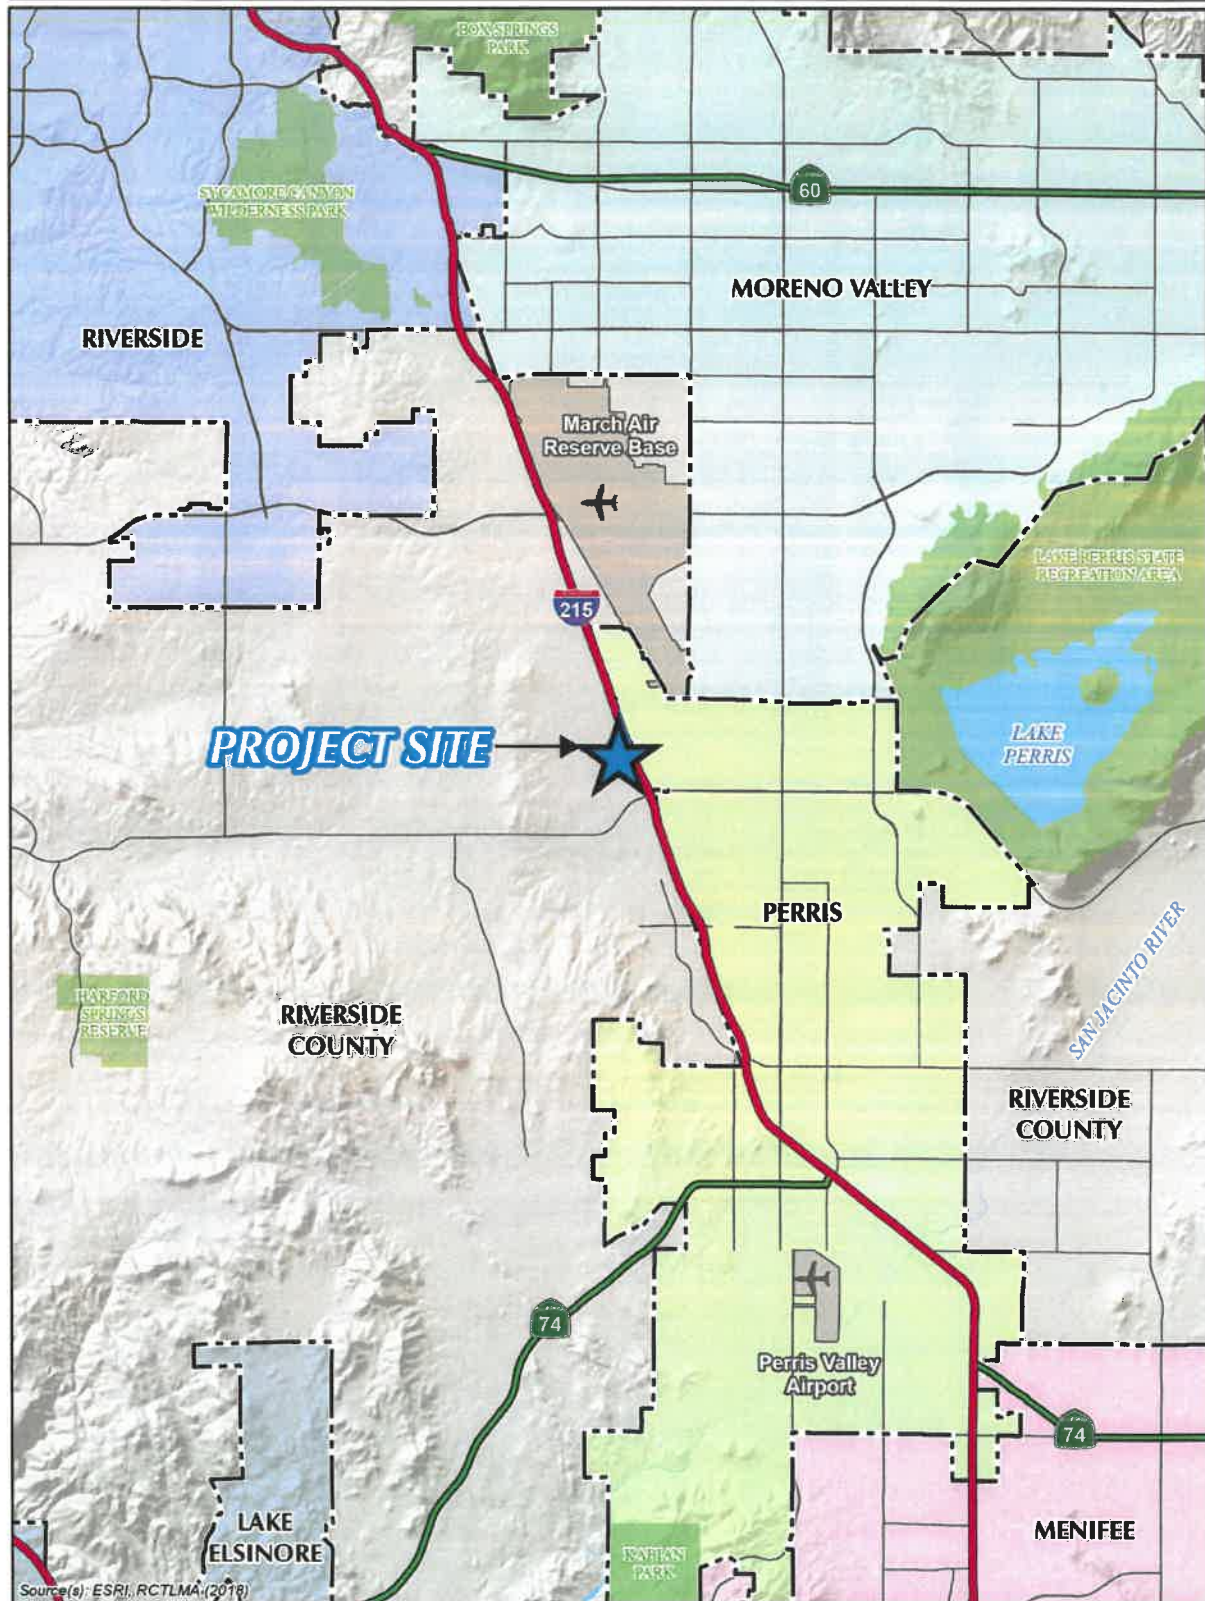 BOX SPRINGS
PARK
SYCAMORE CANYON
WILDERNESS PARK
60
MORENO VALLEY
RIVERSIDE
March Air
Reserve Base
LAKE PERRIS STATE
RECREATION AREA
215
PROJECT SITE
LAKE
PERRIS
PERRIS
SAN JACINTO RIVER
HARFORD
SPRINGS
RESERVE
RIVERSIDE
COUNTY
RIVERSIDE
COUNTY
74
Perris Valley
Airport
74
LAKE
ELSINORE
MENIFEE
KABIAN
PARK
Source(s): ESRI, RCTLMA (2018)